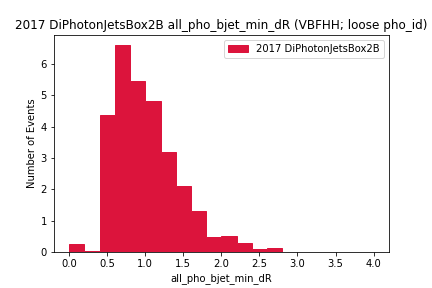 2017 DiPhotonJetsBox2B all_pho_bjet_min_dR (VBFHH; loose pho_id)
2017 DiPhotonJetsBox2B
Number of Events
6
5
4
3
2
1
0
0.0 0.5 1.0 1.5 2.0 2.5 3.0 3.5 4.0
all_pho_bjet_min_dR